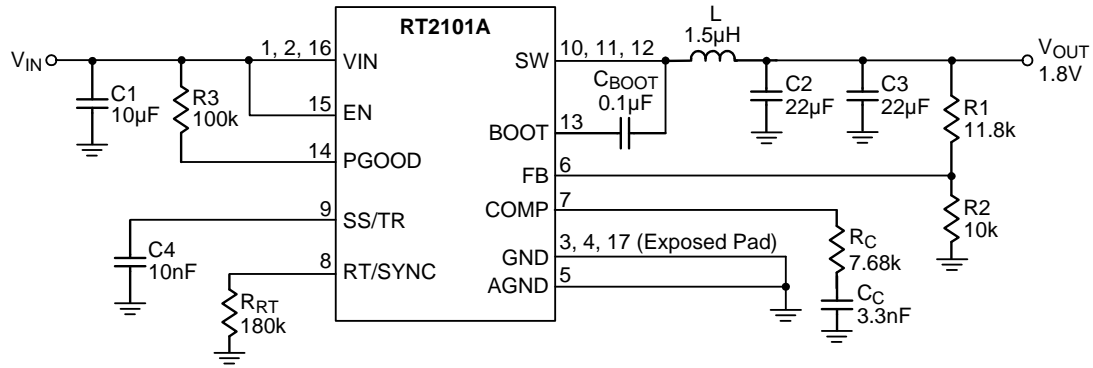 RT2101A
V_IN
1, 2, 16
VIN
C1
10µF
R3
100k
15
EN
14
PGOOD
9
SS/TR
C4
10nF
8
RT/SYNC
R_RT
180k
SW
10, 11, 12
L
1.5µH
C_BOOT
0.1µF
BOOT
13
C2
22µF
C3
22µF
V_OUT
1.8V
R1
11.8k
FB
6
R2
10k
COMP
7
R_C
7.68k
C_C
3.3nF
GND
3, 4, 17 (Exposed Pad)
AGND
5